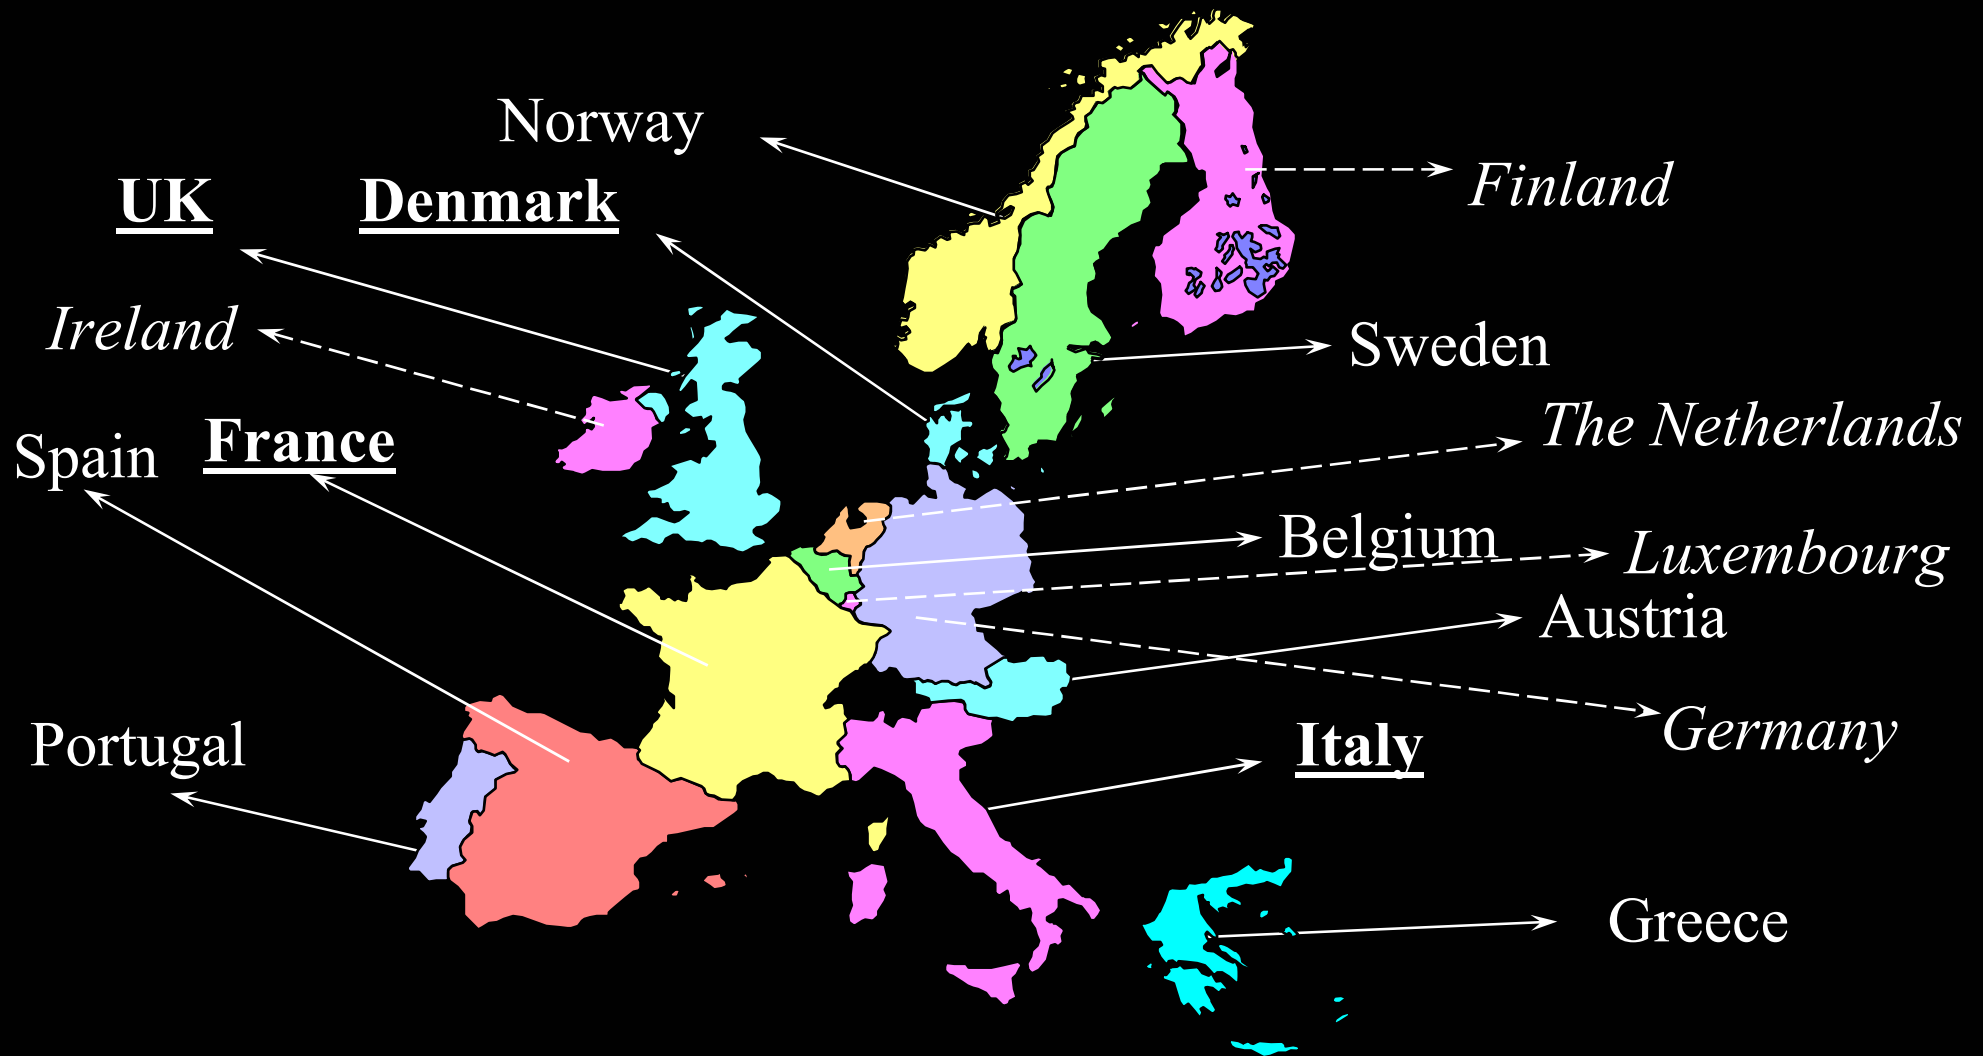 Norway
Finland
UK
Denmark
Ireland
Sweden
The Netherlands
France
Spain
Belgium
Luxembourg
Austria
Germany
Portugal
Italy
Greece